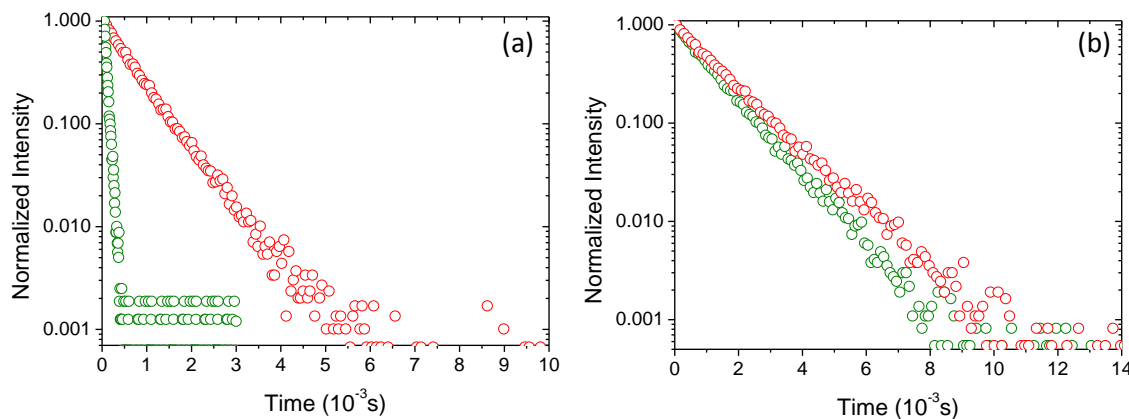 (a)
Normalized Intensity
1.000
0.100
0.010
0.001
0 1 2 3 4 5 6 7 8 9 10
Time (10⁻³s)
(b)
Normalized Intensity
1.000
0.100
0.010
0.001
0 2 4 6 8 10 12 14
Time (10⁻³s)